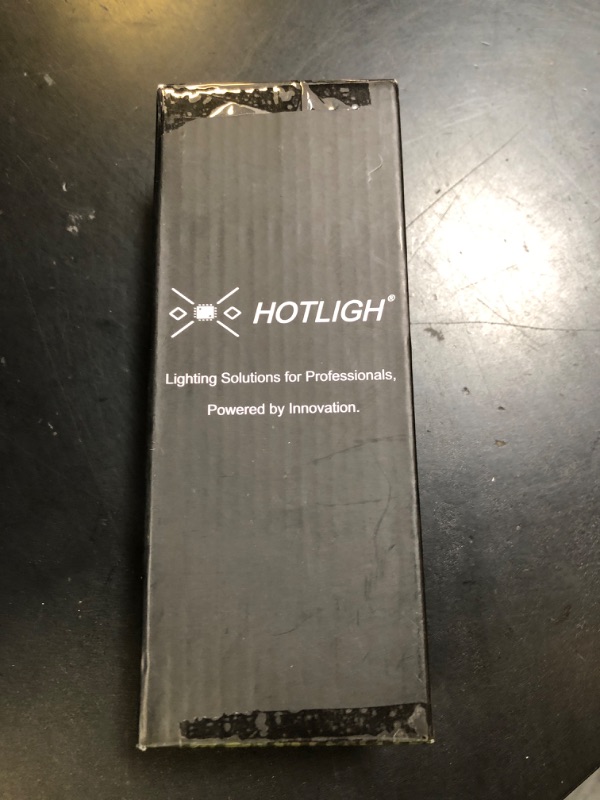 HOTLIGH®
Lighting Solutions for Professionals,
Powered by Innovation.